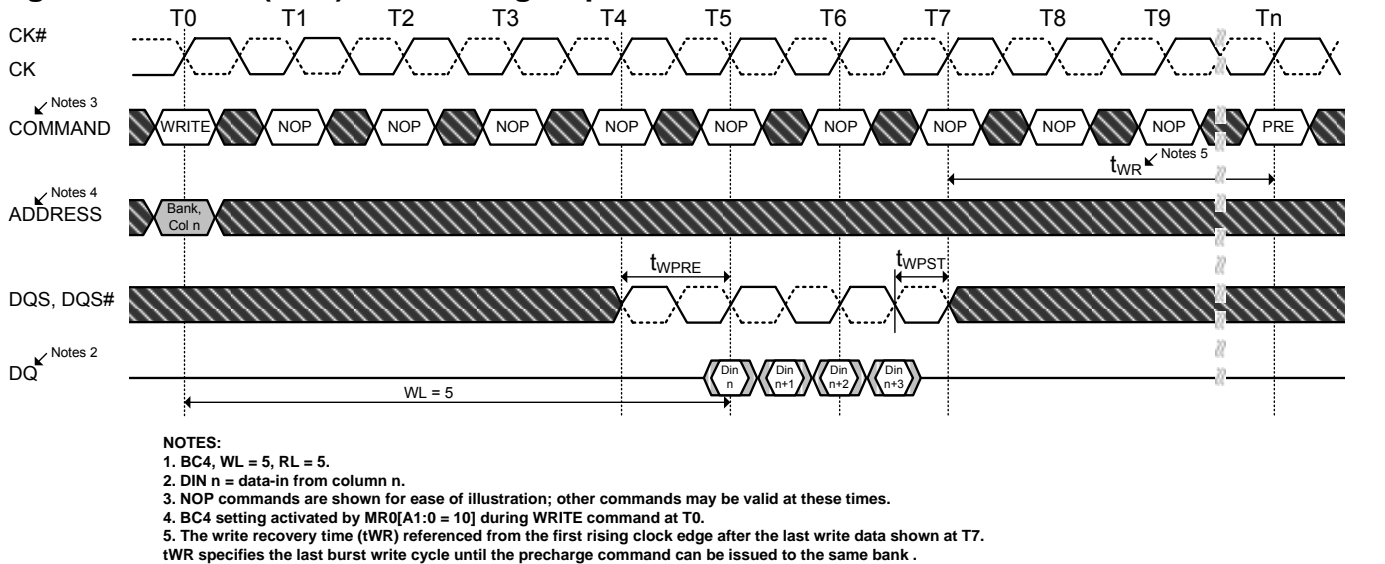 T0 T1 T2 T3 T4 T5 T6 T7 T8 T9 Tn
CK#
CK
Notes 3
COMMAND
WRITE NOP NOP NOP NOP NOP NOP NOP NOP NOP PRE
tWR
Notes 5
Notes 4
ADDRESS
Bank,
Col n
tWPRE
tWPST
DQS, DQS#
Notes 2
DQ
Din Din Din Din
n n+1 n+2 n+3
WL = 5
NOTES:
1. BC4, WL = 5, RL = 5.
2. DIN n = data-in from column n.
3. NOP commands are shown for ease of illustration; other commands may be valid at these times.
4. BC4 setting activated by MR0[A1:0 = 10] during WRITE command at T0.
5. The write recovery time (tWR) referenced from the first rising clock edge after the last write data shown at T7.
tWR specifies the last burst write cycle until the precharge command can be issued to the same bank .